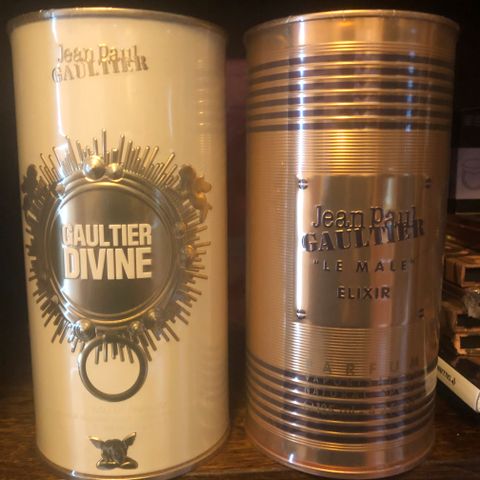 Jean Paul
GAULTIER
GAULTIER
DIVINE
Jean Paul
GAULTIER
"LE MALE"
ELIXIR
PARFUM